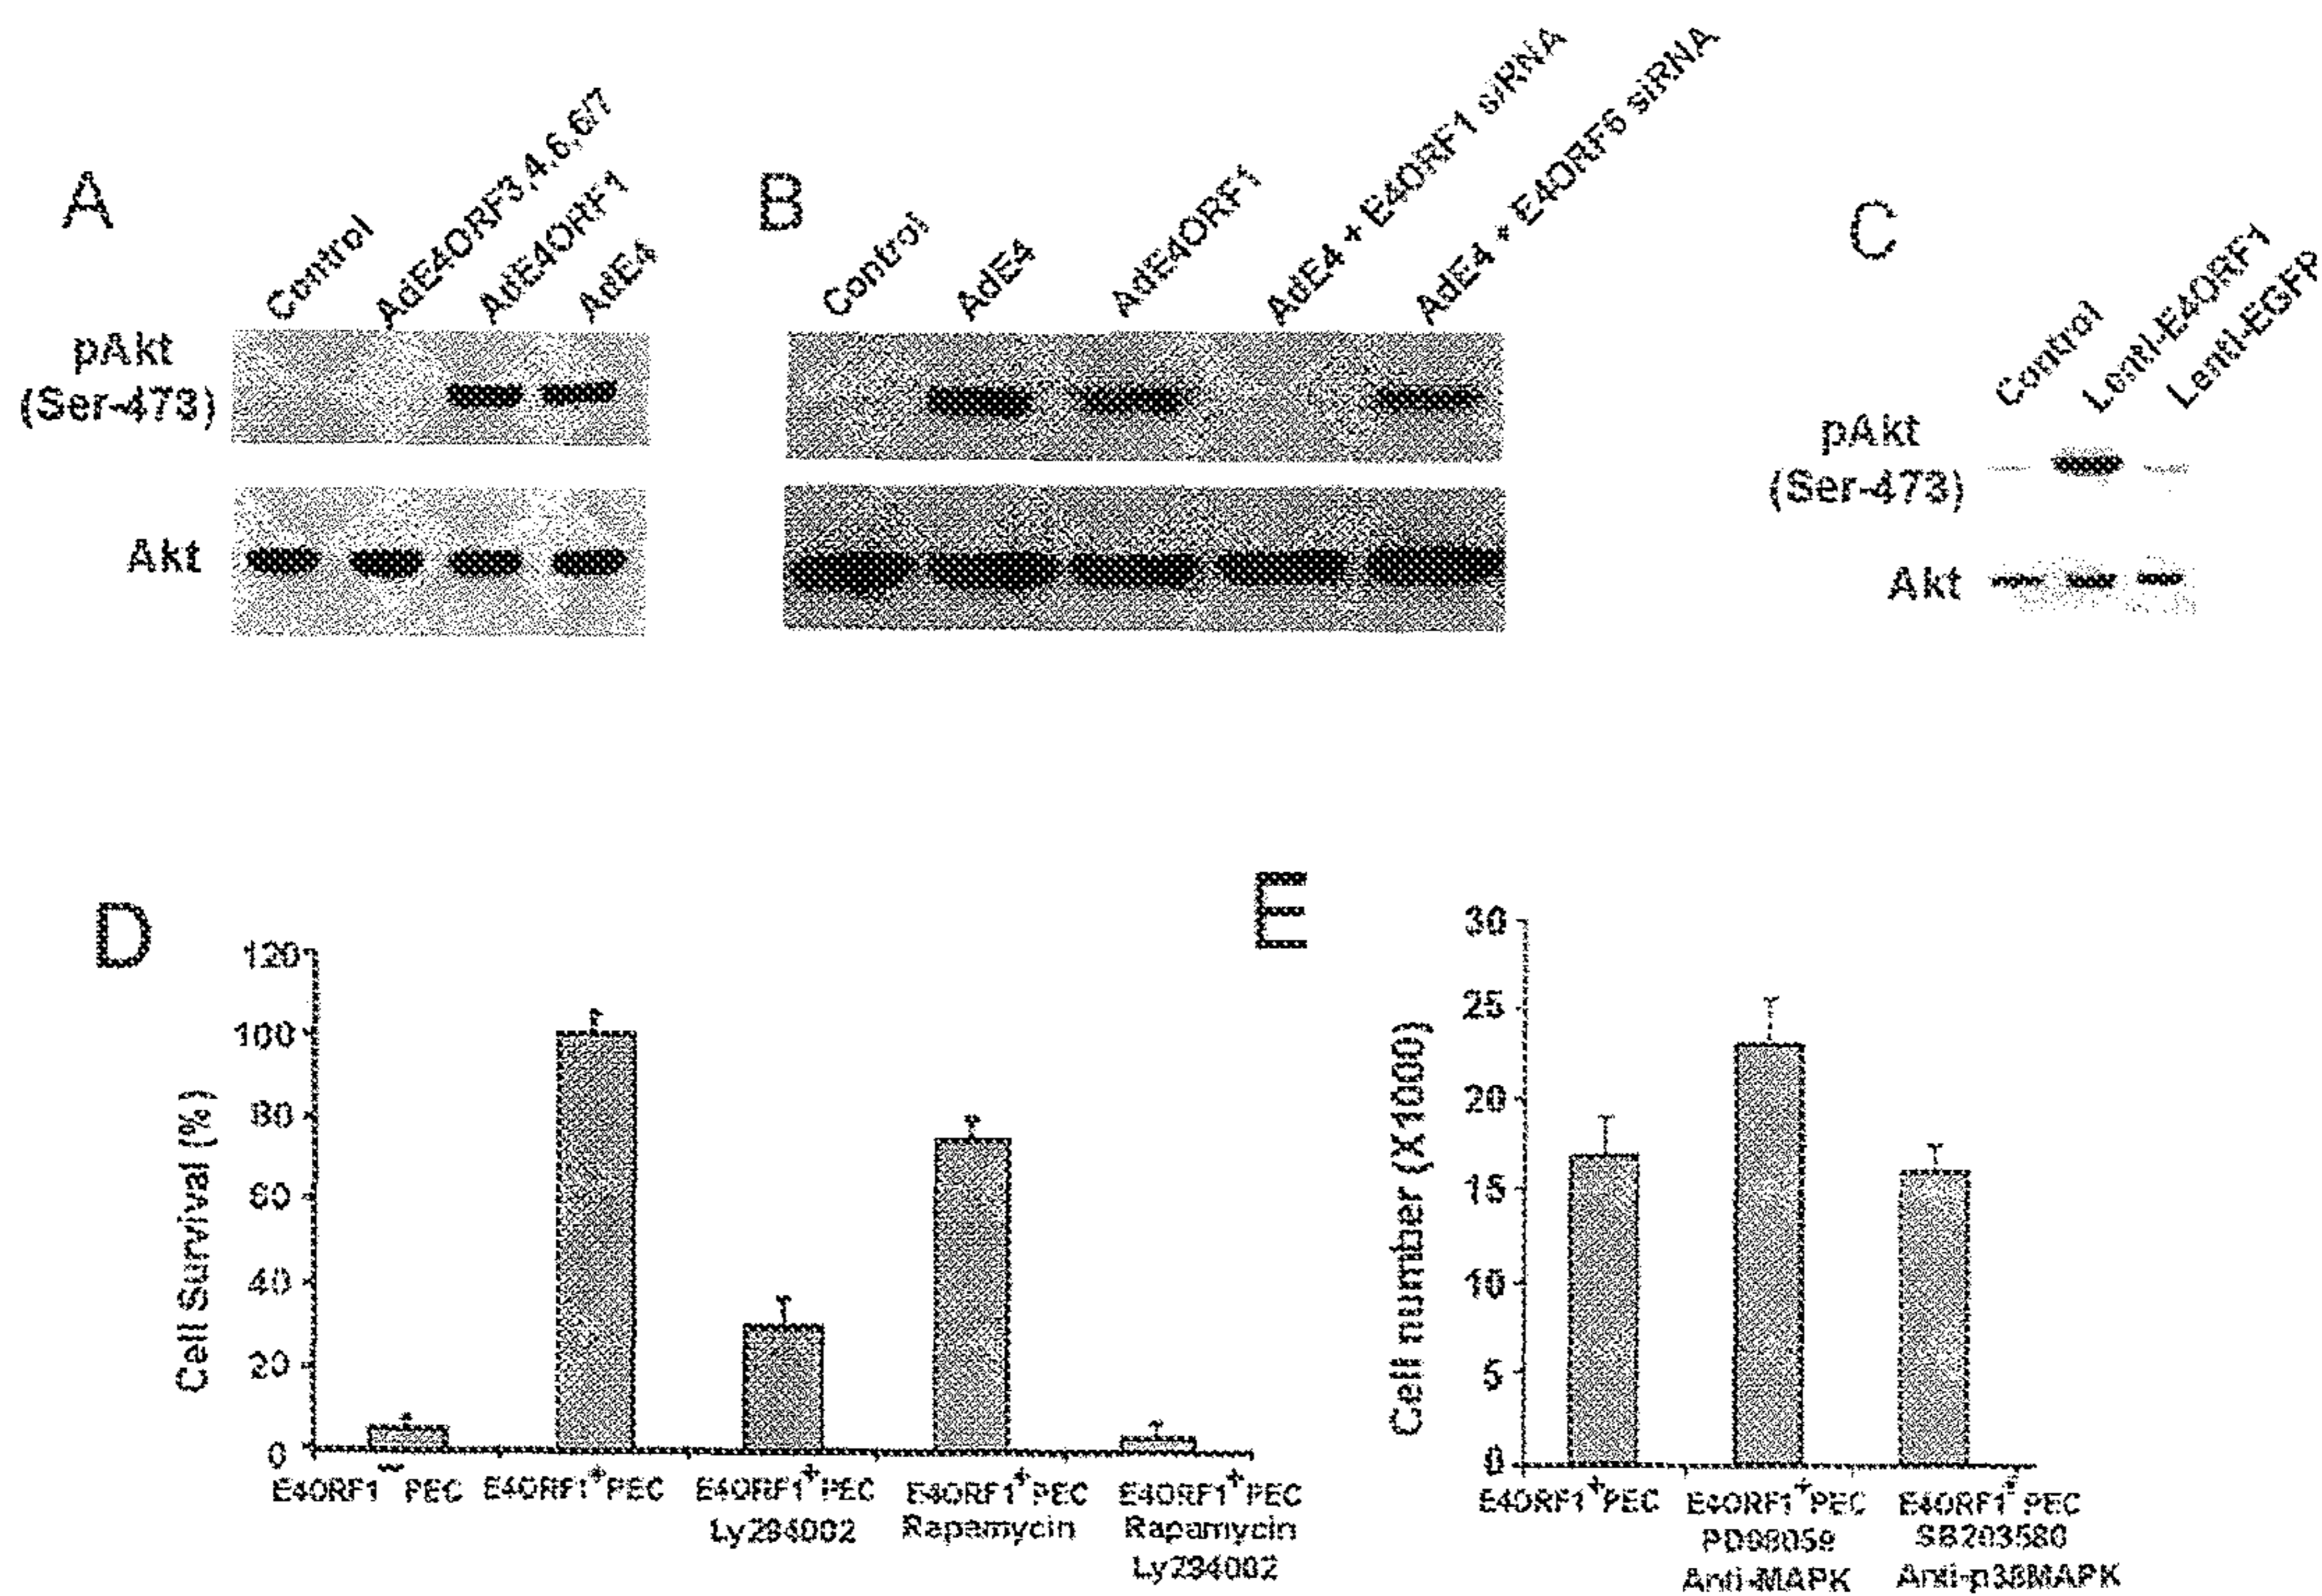 A
Control
AdE4ORF3,4,6,6/7
AdE4ORF1
AdE4
pAkt
(Ser-473)
Akt
B
Control
AdE4
AdE4ORF1
AdE4 + E4ORF1 siRNA
AdE4 + E4ORF6 siRNA
C
Control
Lenti-E4ORF1
Lenti-EGFP
pAkt
(Ser-473)
Akt
D
Cell Survival (%)
120
100
80
60
40
20
0
E4ORF1⁻ PEC
E4ORF1⁺PEC
E4ORF1⁺PEC
Ly294002
E4ORF1⁺PEC
Rapamycin
E4ORF1⁺PEC
Rapamycin
Ly294002
E
Cell number (X1000)
30
25
20
15
10
5
0
E4ORF1⁺PEC
E4ORF1⁺PEC
PD98059
Anti-MAPK
E4ORF1⁺PEC
SB203580
Anti-p38MAPK